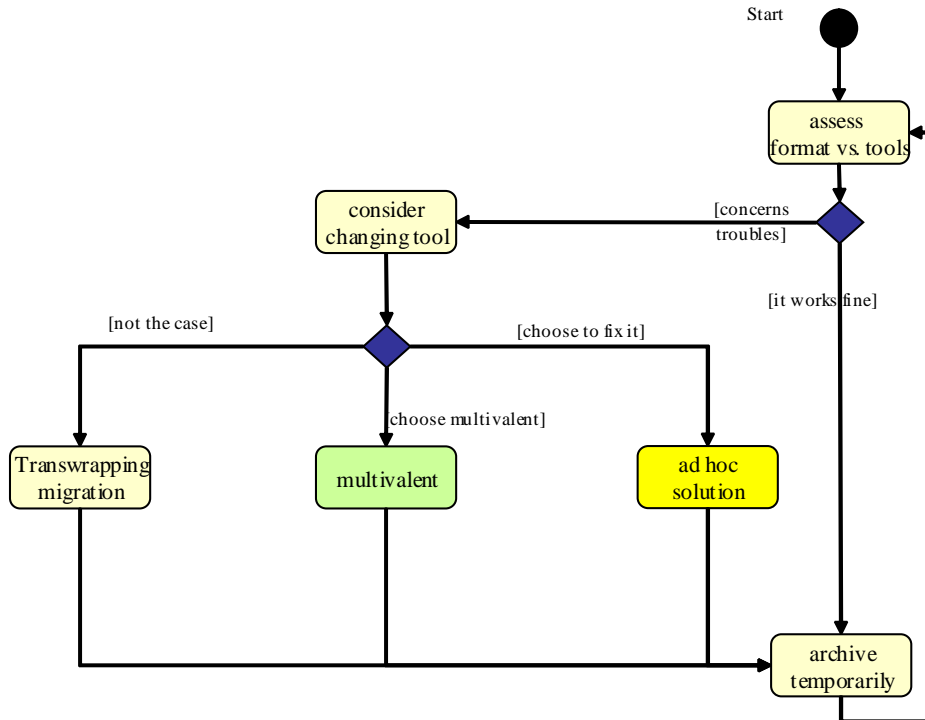 Start
assess
format vs. tools
consider
changing tool
[concerns
troubles]
[it works fine]
[not the case]
[choose to fix it]
[choose multivalent]
Transwrapping
migration
multivalent
ad hoc
solution
archive
temporarily